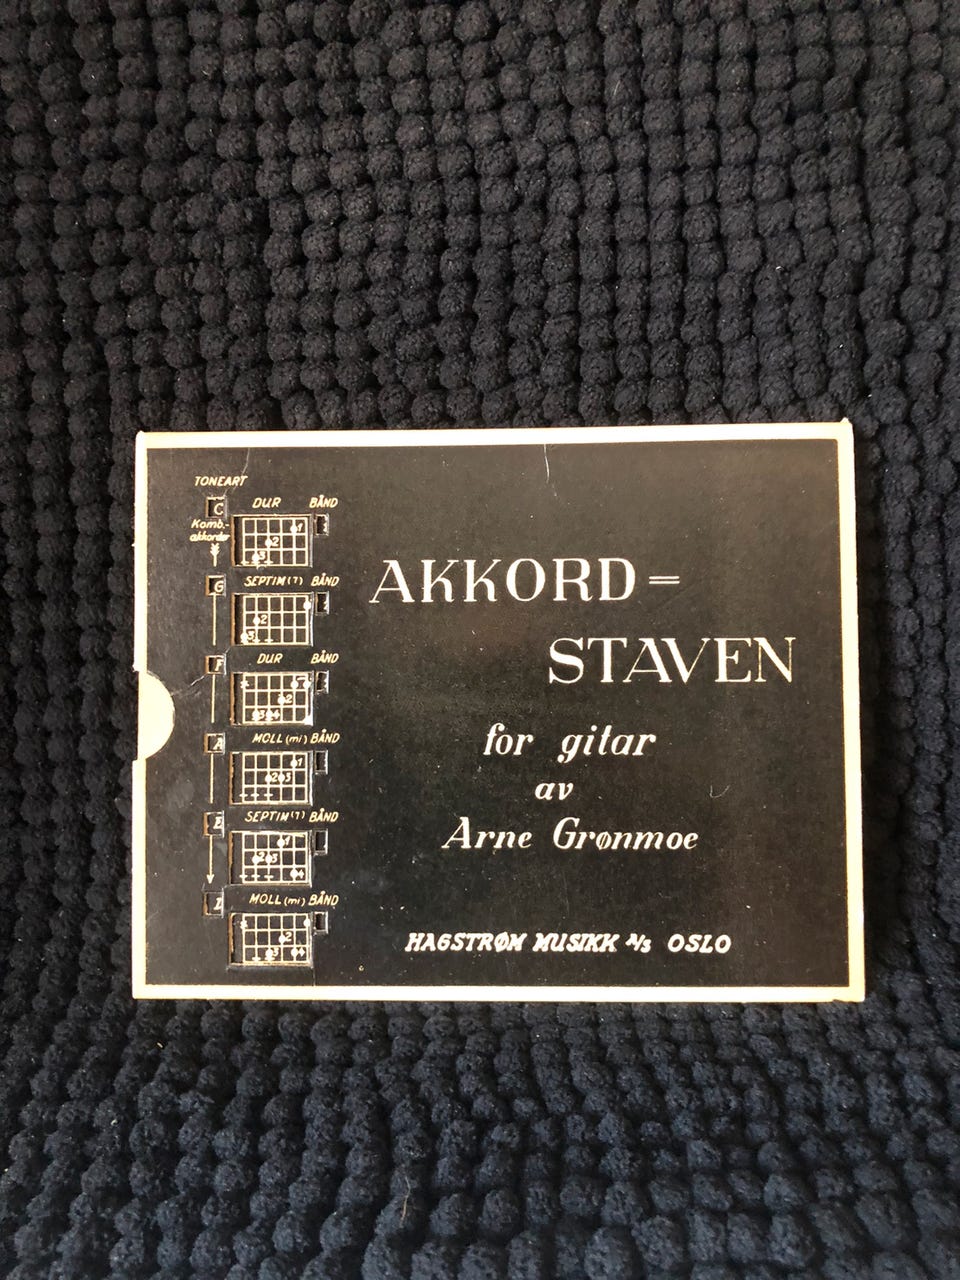 TONEART
C DUR BÅND
Komb.-
akkorder
G SEPTIM (7) BÅND
F DUR BÅND
A MOLL (mi) BÅND
SEPTIM (7) BÅND
MOLL (mi) BÅND
AKKORD=
STAVEN
for gitar
av
Arne Grønmoe
HAGSTRØM MUSIKK A/S OSLO